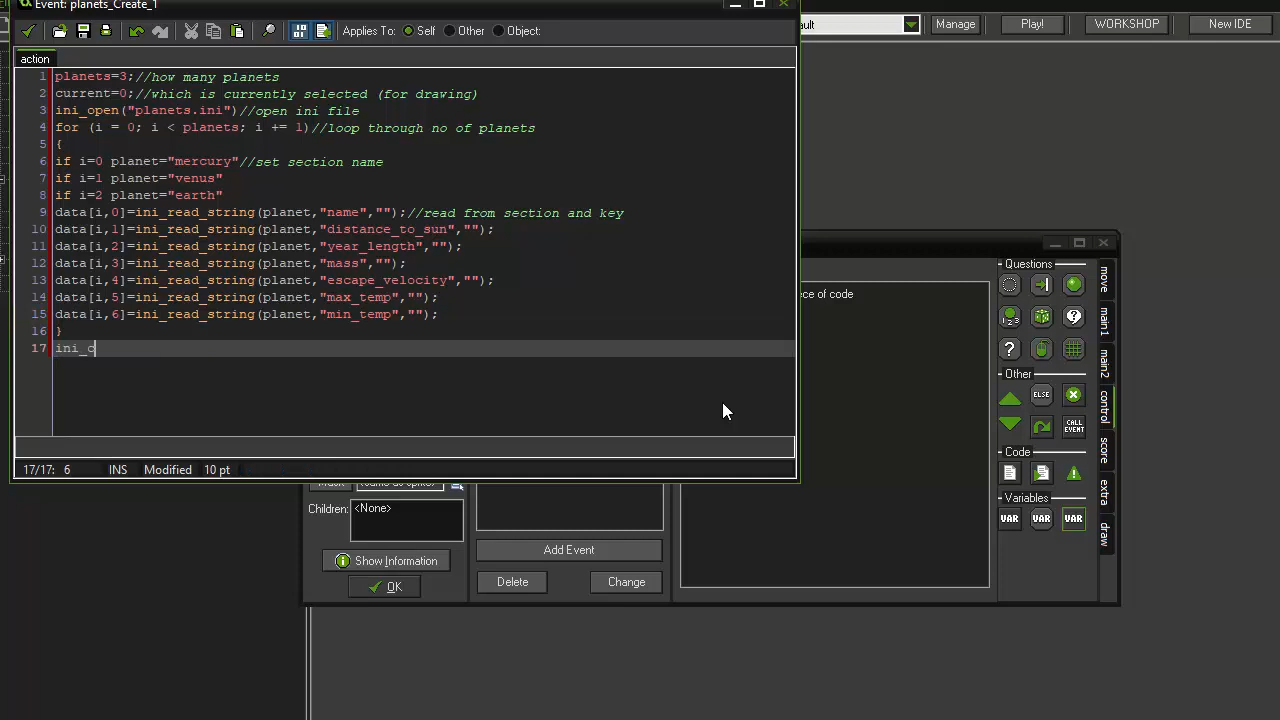 Event: planets_Create_1
Applies To: Self Other Object:
ault Manage Play! WORKSHOP New IDE
action
1 planets=3;//how many planets
2 current=0;//which is currently selected (for drawing)
3 ini_open("planets.ini")//open ini file
4 for (i = 0; i < planets; i += 1)//loop through no of planets
5 {
6 if i=0 planet="mercury"//set section name
7 if i=1 planet="venus"
8 if i=2 planet="earth"
9 data[i,0]=ini_read_string(planet,"name","");//read from section and key
10 data[i,1]=ini_read_string(planet,"distance_to_sun","");
11 data[i,2]=ini_read_string(planet,"year_length","");
12 data[i,3]=ini_read_string(planet,"mass","");
13 data[i,4]=ini_read_string(planet,"escape_velocity","");
14 data[i,5]=ini_read_string(planet,"max_temp","");
15 data[i,6]=ini_read_string(planet,"min_temp","");
16 }
17 ini_c
17/17: 6 INS Modified 10 pt
ece of code
Questions
Other
ELSE
CALL EVENT
Code
Variables
VAR VAR VAR
move
main1
main2
control
score
extra
draw
Children: <None>
Show Information
OK
Add Event
Delete Change